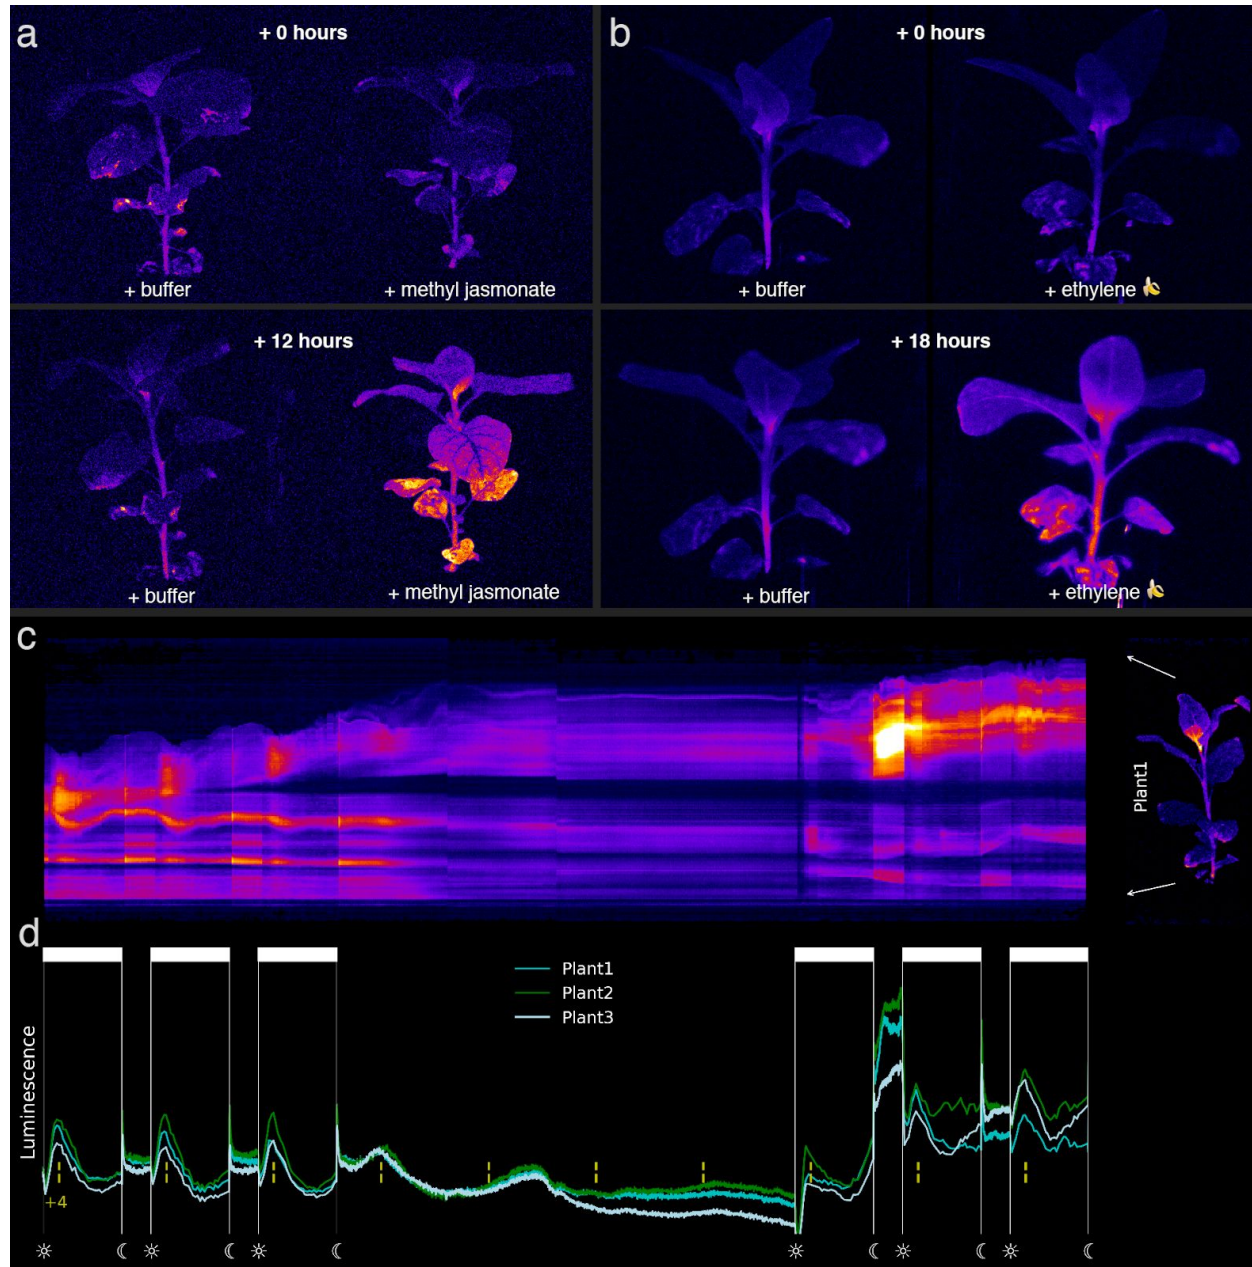 a
+ 0 hours
+ buffer
+ methyl jasmonate
+ 12 hours
+ buffer
+ methyl jasmonate
b
+ 0 hours
+ buffer
+ ethylene 🍌
+ 18 hours
+ buffer
+ ethylene 🍌
c
Plant1
d
Luminescence
Plant1
Plant2
Plant3
+4